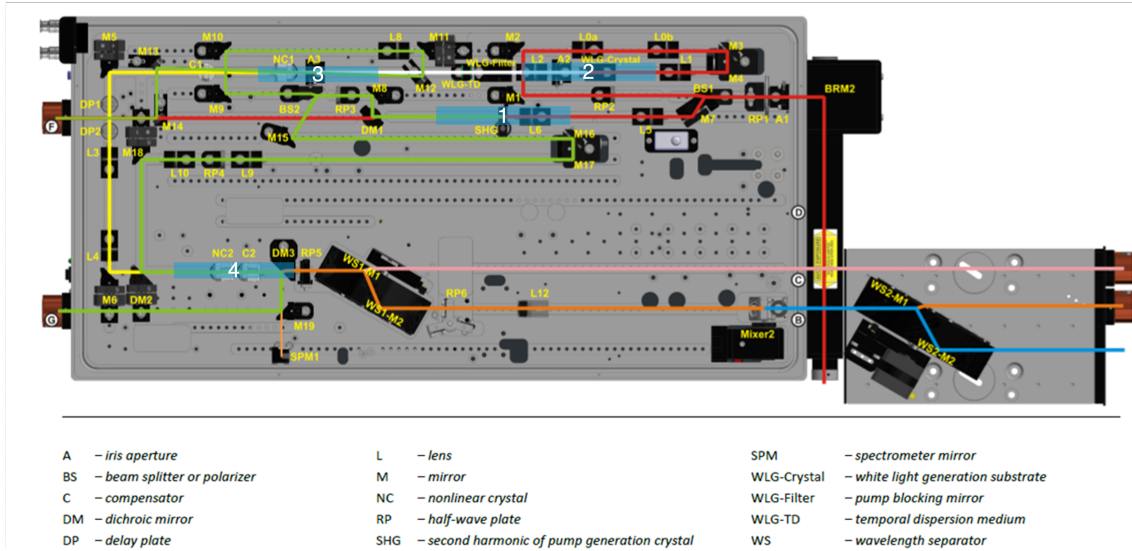 M5
M10
L8
M11
M2
L0a
L0b
M3
M13
C1
NC1
A3
3
WLG-Filter
L2
A2
WLG-Crystal
2
L1
M4
M12
WLG-TD
BS1
DP1
M9
BS2
RP3
M8
M1
RP2
M7
RP1
A1
BRM2
F
M14
DM1
1
SHG
L6
L5
DP2
M18
M15
M16
M17
L3
L10
RP4
L9
D
L4
NC2
C2
4
DM3
RP5
WS1-M1
C
M6
DM2
WS1-M2
RP6
L12
WS2-M1
G
M19
B
Mixer2
WS2-M2
SPM1
A – iris aperture
BS – beam splitter or polarizer
C – compensator
DM – dichroic mirror
DP – delay plate
L – lens
M – mirror
NC – nonlinear crystal
RP – half-wave plate
SHG – second harmonic of pump generation crystal
SPM – spectrometer mirror
WLG-Crystal – white light generation substrate
WLG-Filter – pump blocking mirror
WLG-TD – temporal dispersion medium
WS – wavelength separator